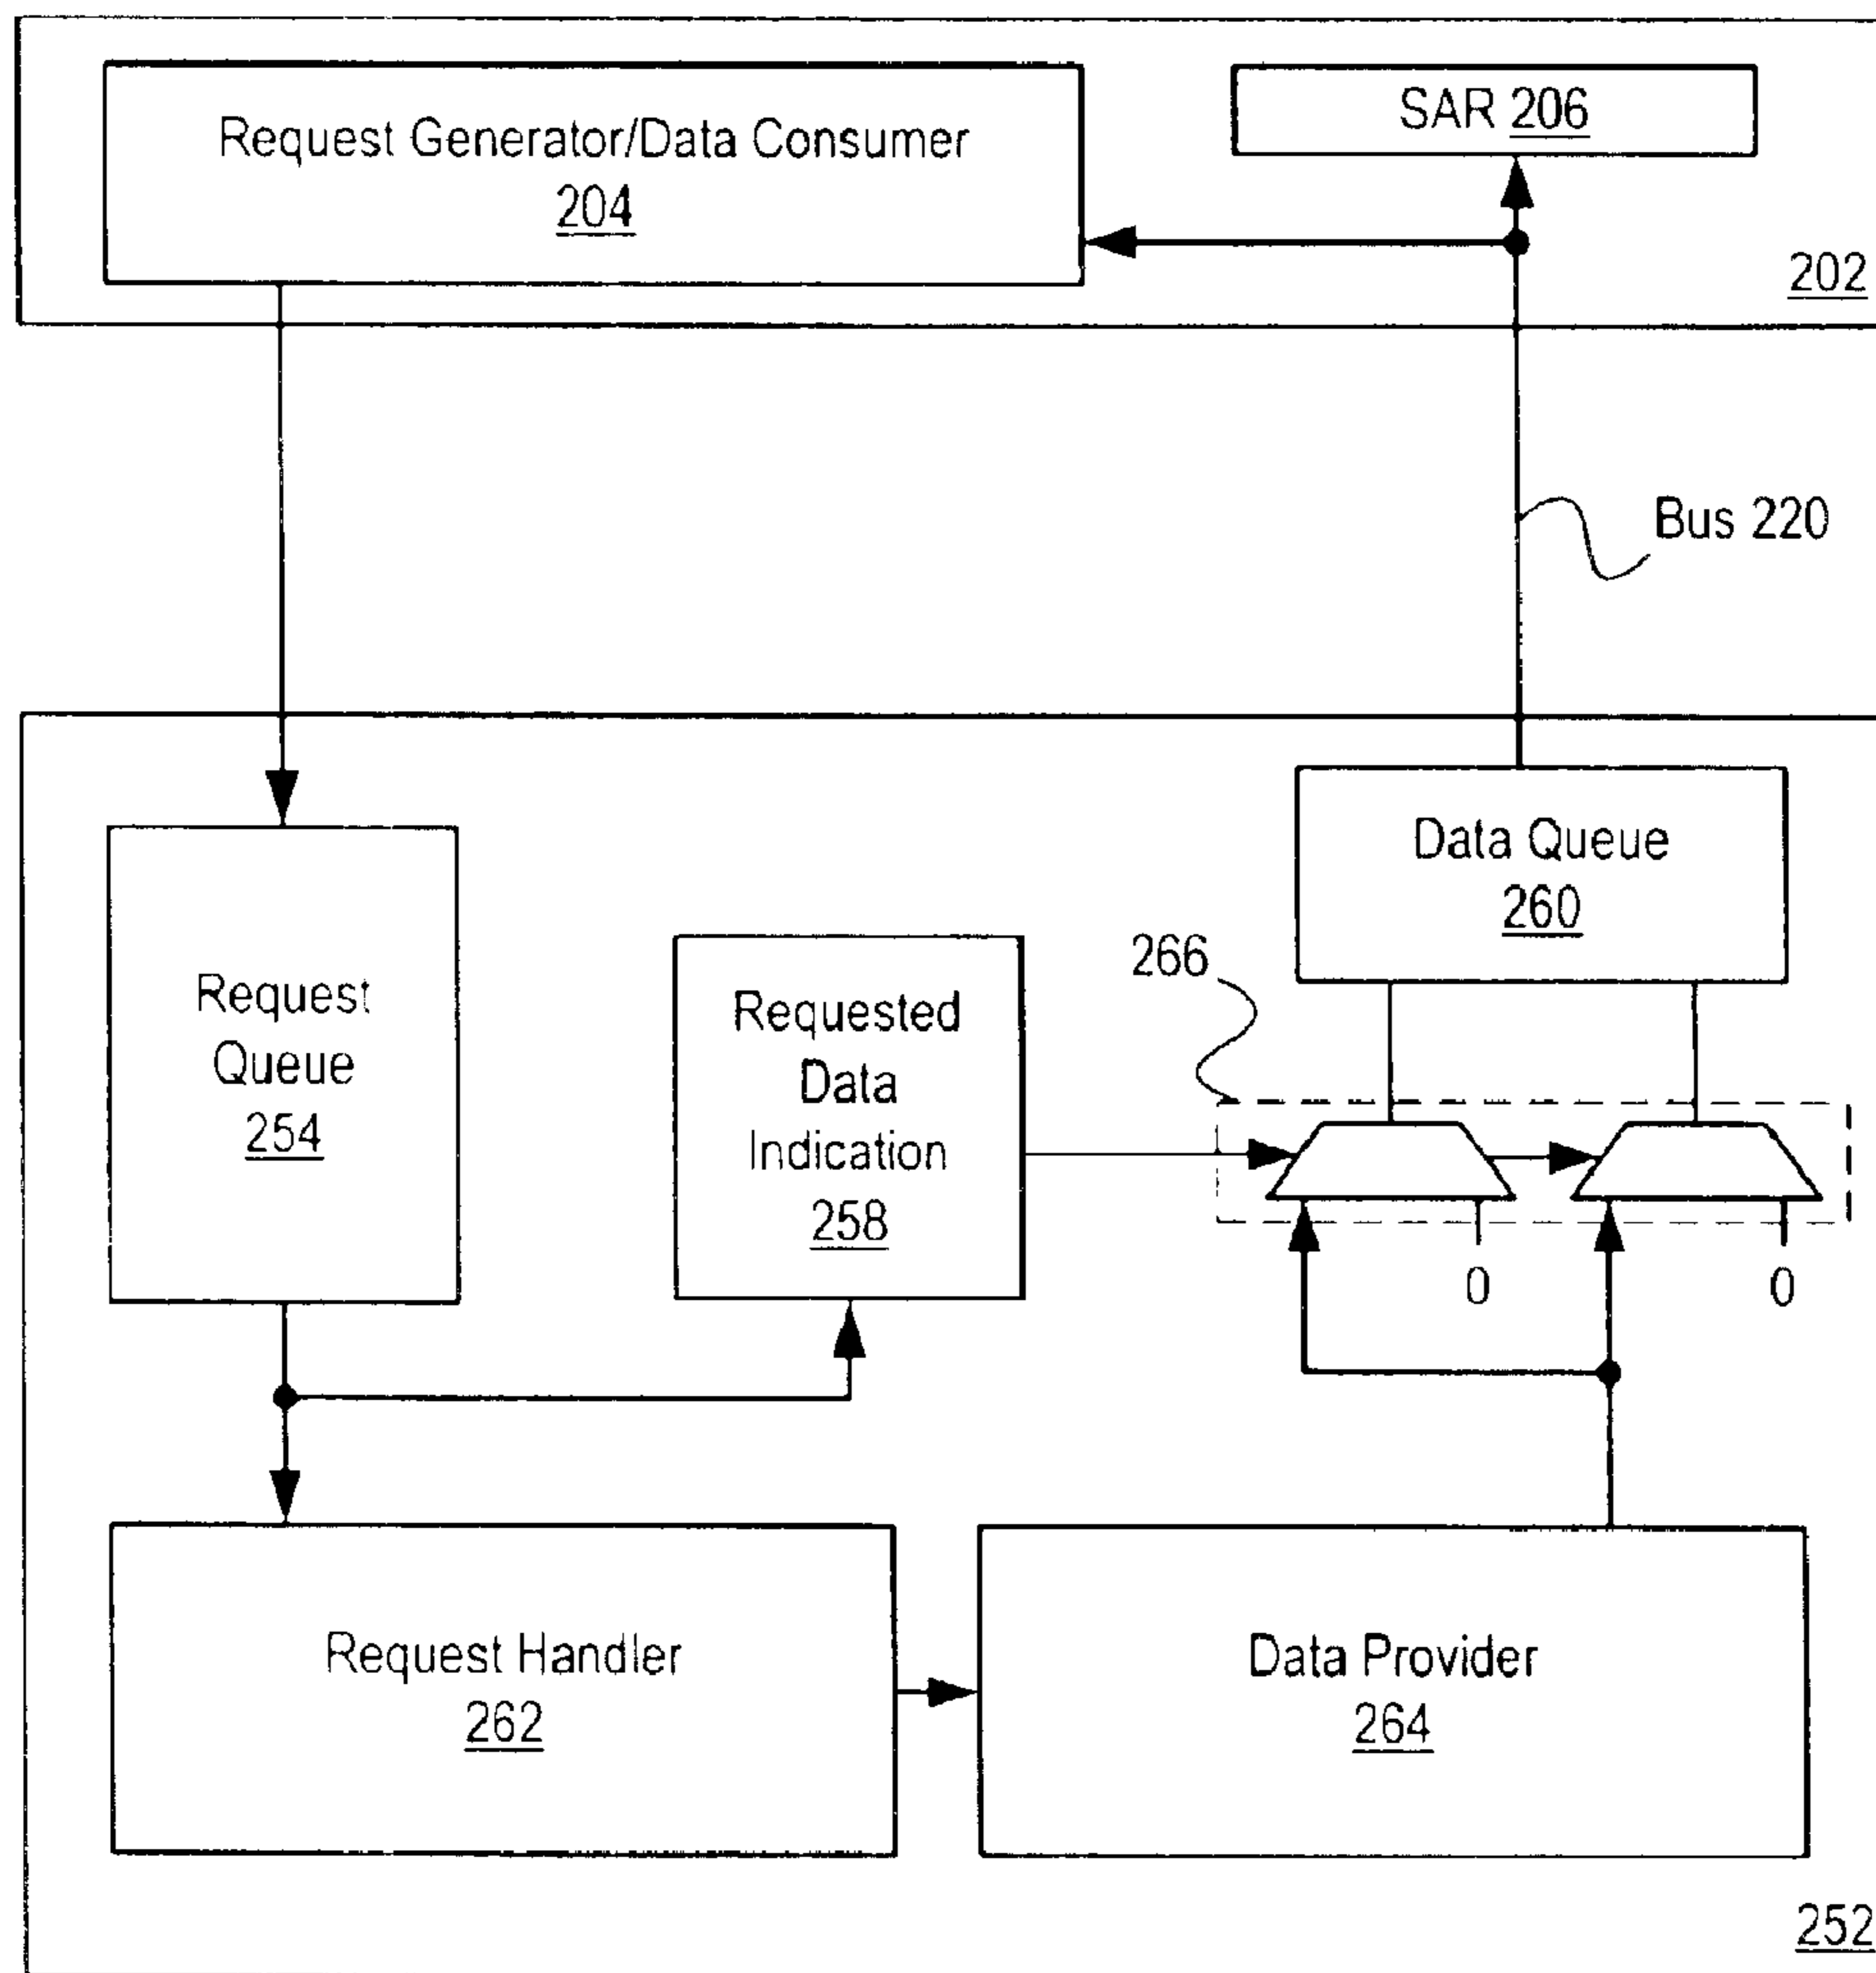 Request Generator/Data Consumer
204
SAR 206
202
Bus 220
Data Queue
260
266
Request
Queue
254
Requested
Data
Indication
258
0
0
Request Handler
262
Data Provider
264
252